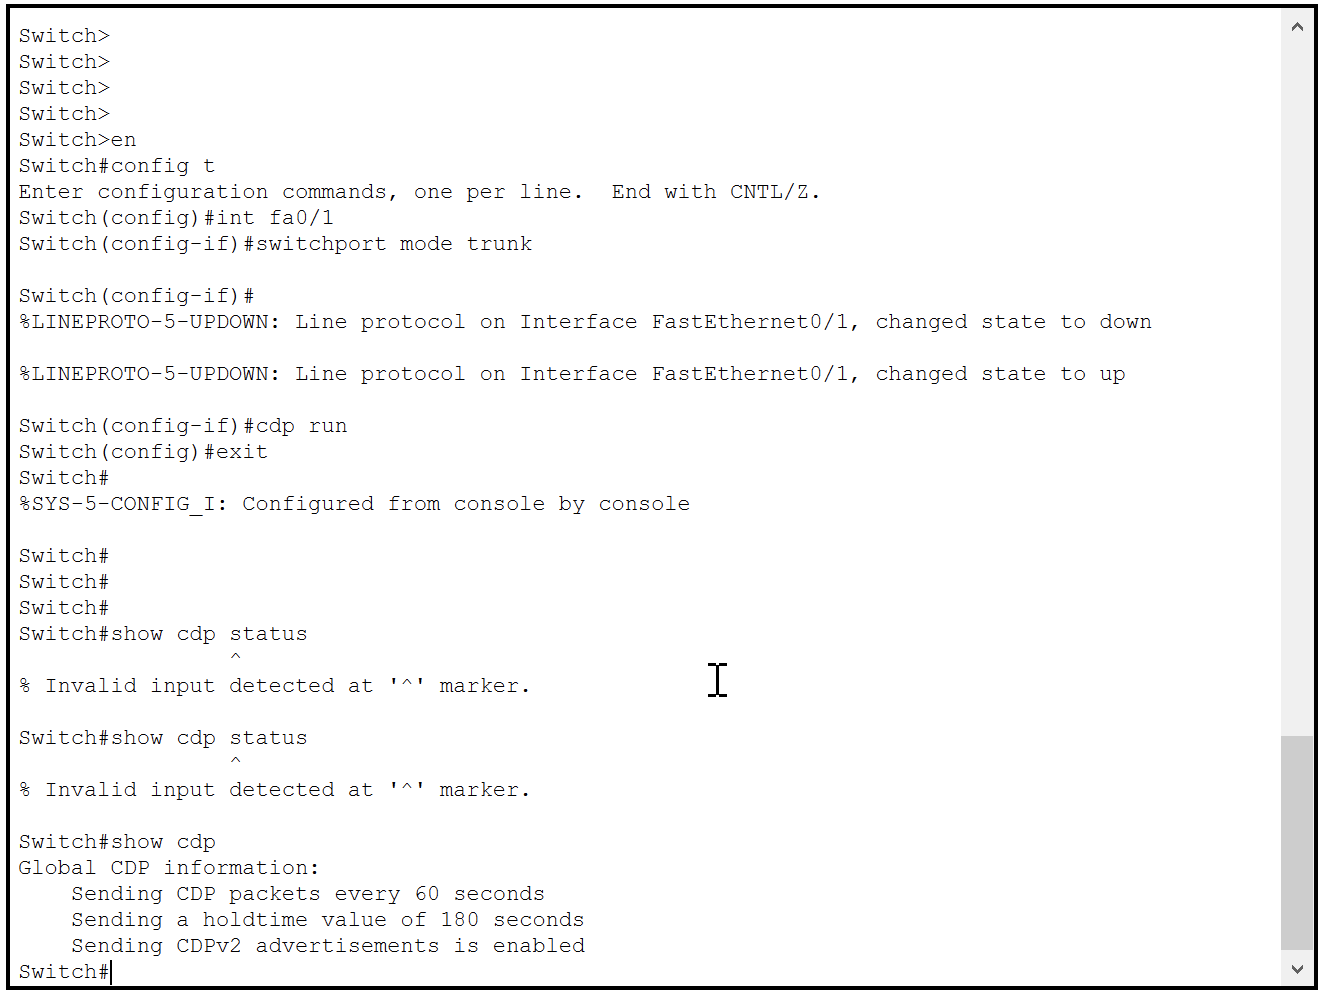 Switch>
Switch>
Switch>
Switch>
Switch>en
Switch#config t
Enter configuration commands, one per line.  End with CNTL/Z.
Switch(config)#int fa0/1
Switch(config-if)#switchport mode trunk

Switch(config-if)#
%LINEPROTO-5-UPDOWN: Line protocol on Interface FastEthernet0/1, changed state to down

%LINEPROTO-5-UPDOWN: Line protocol on Interface FastEthernet0/1, changed state to up

Switch(config-if)#cdp run
Switch(config)#exit
Switch#
%SYS-5-CONFIG_I: Configured from console by console

Switch#
Switch#
Switch#
Switch#show cdp status
                ^
% Invalid input detected at '^' marker.

Switch#show cdp status
                ^
% Invalid input detected at '^' marker.

Switch#show cdp
Global CDP information:
    Sending CDP packets every 60 seconds
    Sending a holdtime value of 180 seconds
    Sending CDPv2 advertisements is enabled
Switch#